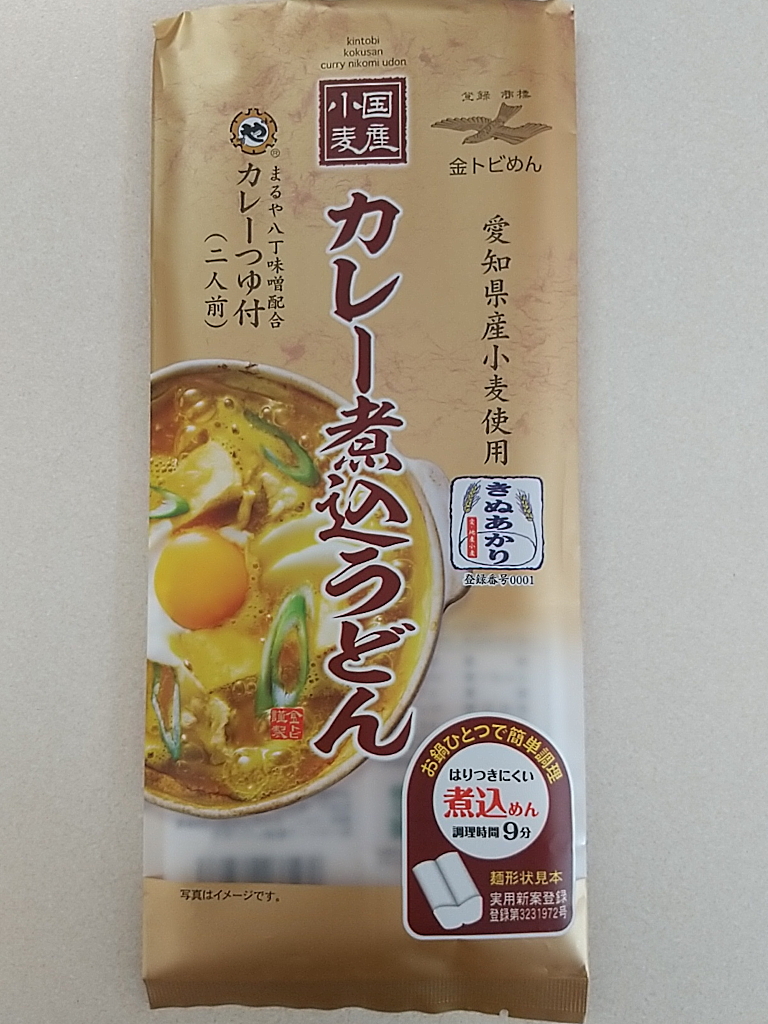 kintobi
kokusan
curry nikomi udon
国産
小麦
登録 商標
金トビめん
や
まるや八丁味噌配合
カレーつゆ付
(二人前)
愛知県産小麦使用
カレー煮込うどん
きぬあかり
登録番号0001
金トビ
謹製
お鍋ひとつで簡単調理
はりつきにくい
煮込めん
調理時間9分
麺形状見本
実用新案登録
登録第3231972号
写真はイメージです。